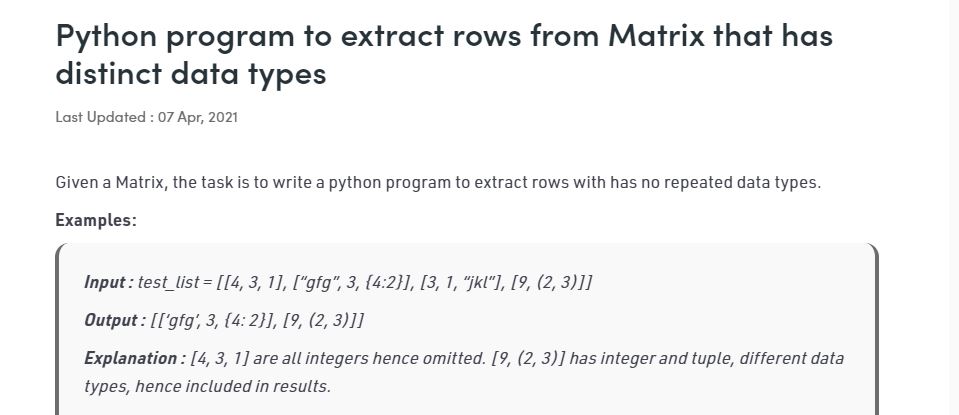 Python program to extract rows from Matrix that has
distinct data types
Last Updated : 07 Apr, 2021
Given a Matrix, the task is to write a python program to extract rows with has no repeated data types.
Examples:
Input : test_list = [[4, 3, 1], [“gfg”, 3, {4:2}], [3, 1, “jkl”], [9, (2, 3)]]
Output : [[‘gfg’, 3, {4: 2}], [9, (2, 3)]]
Explanation : [4, 3, 1] are all integers hence omitted. [9, (2, 3)] has integer and tuple, different data
types, hence included in results.